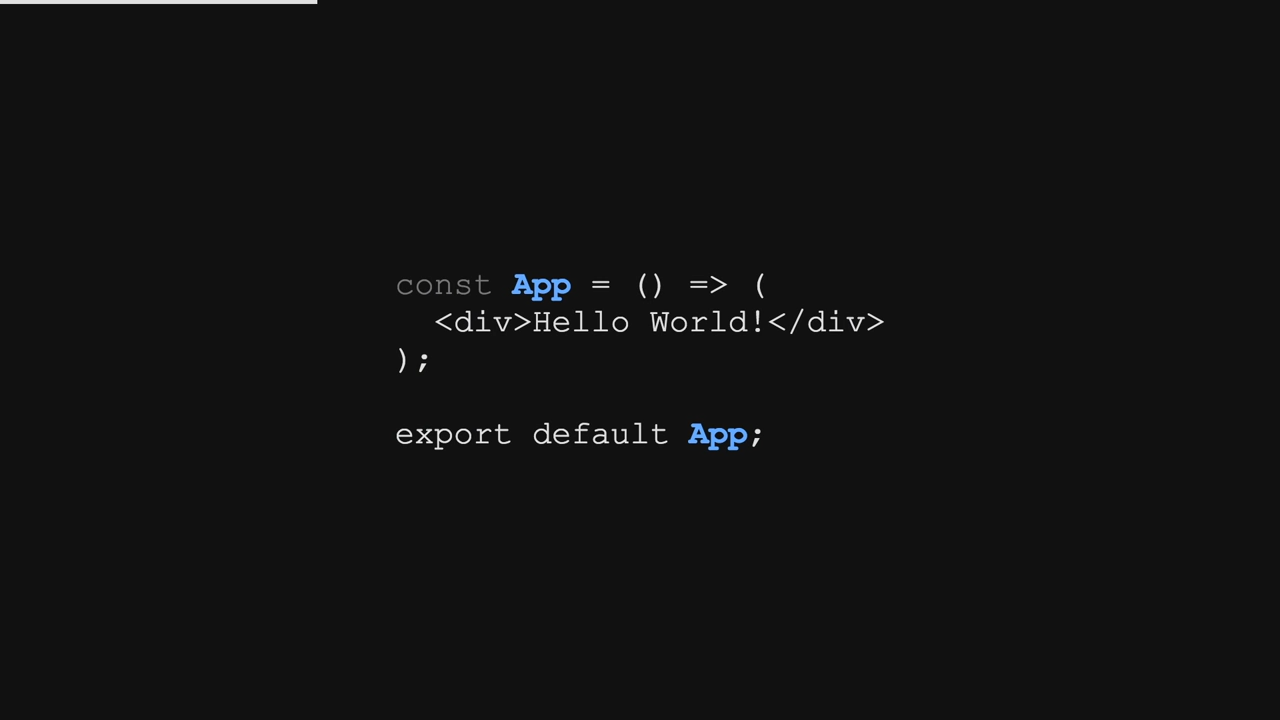 const App = () => (
  <div>Hello World!</div>
);

export default App;